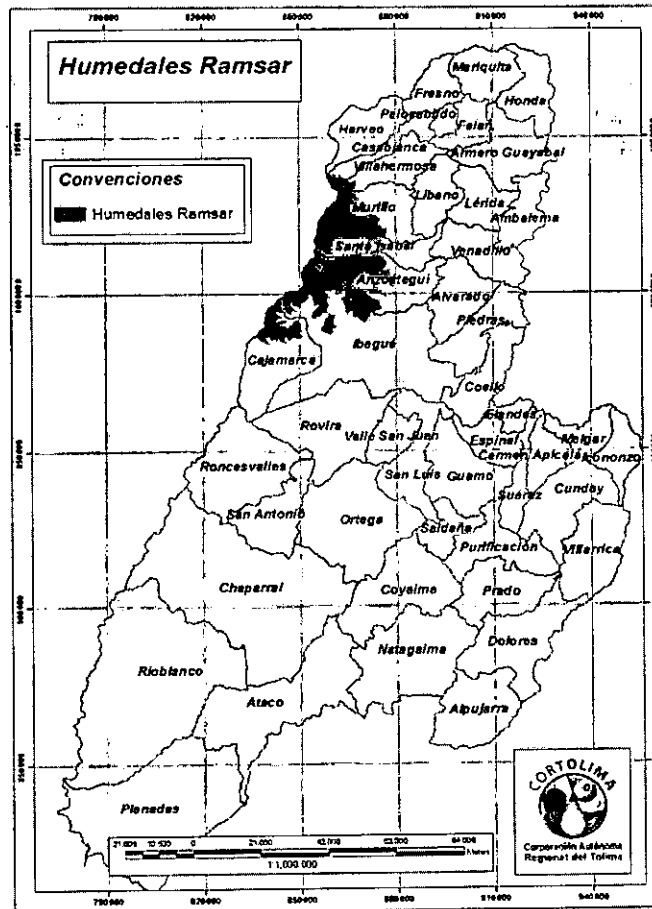 Humedales Ramsar
Convenciones
Humedales Ramsar
Mariquita
Fresno
Honda
Palocabildo
Falan
Herveo
Casabianca
Armero Guayabal
Villahermosa
Murillo
Líbano
Lérida
Ambalema
Santa Isabel
Venadillo
Anzoátegui
Alvarado
Piedras
Ibagué
Cajamarca
Coello
Flandes
Rovira
Valle San Juan
Espinal
Melgar
Carmen Apicalá
Icononzo
Roncesvalles
San Luis
Guamo
Suárez
Cunday
San Antonio
Ortega
Saldaña
Purificación
Villarrica
Chaparral
Coyaima
Prado
Natagaima
Dolores
Rioblanco
Ataco
Alpujarra
Planadas
1:1,000.000
Meters
CORTOLIMA
Corporación Autónoma
Regional del Tolima